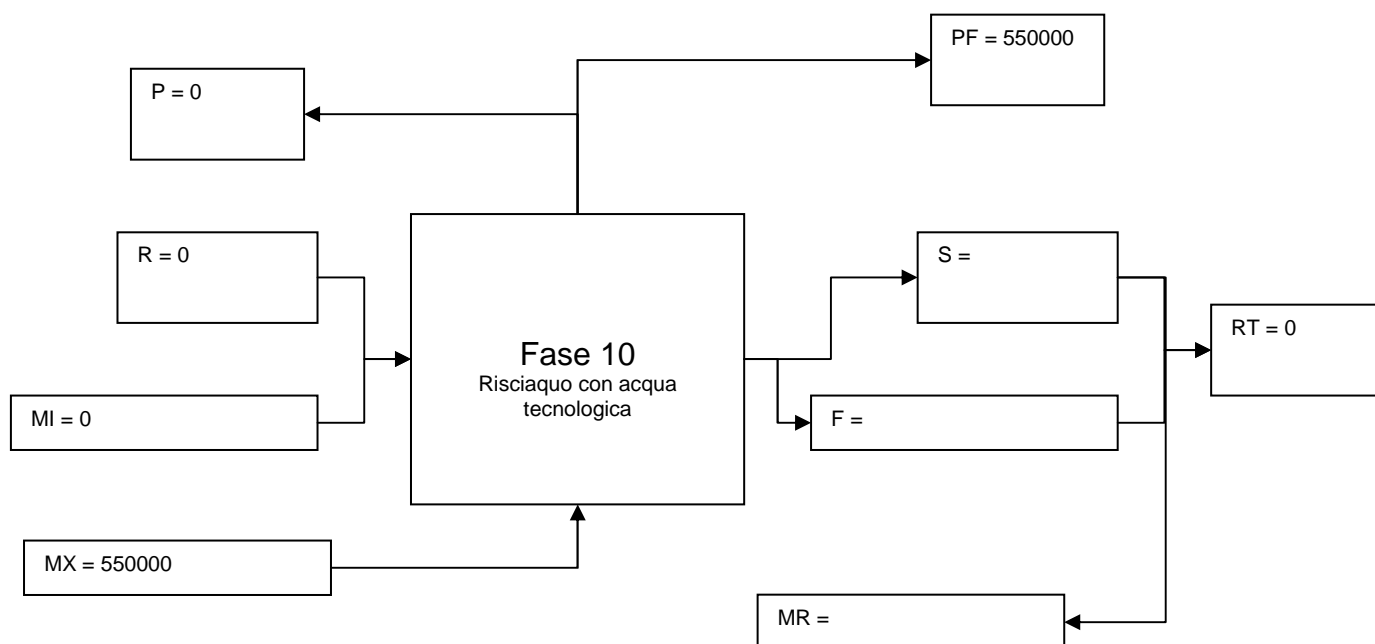 PF = 550000
P = 0
R = 0
S =
RT = 0
Fase 10
Risciaquo con acqua
tecnologica
MI = 0
F =
MX = 550000
MR =